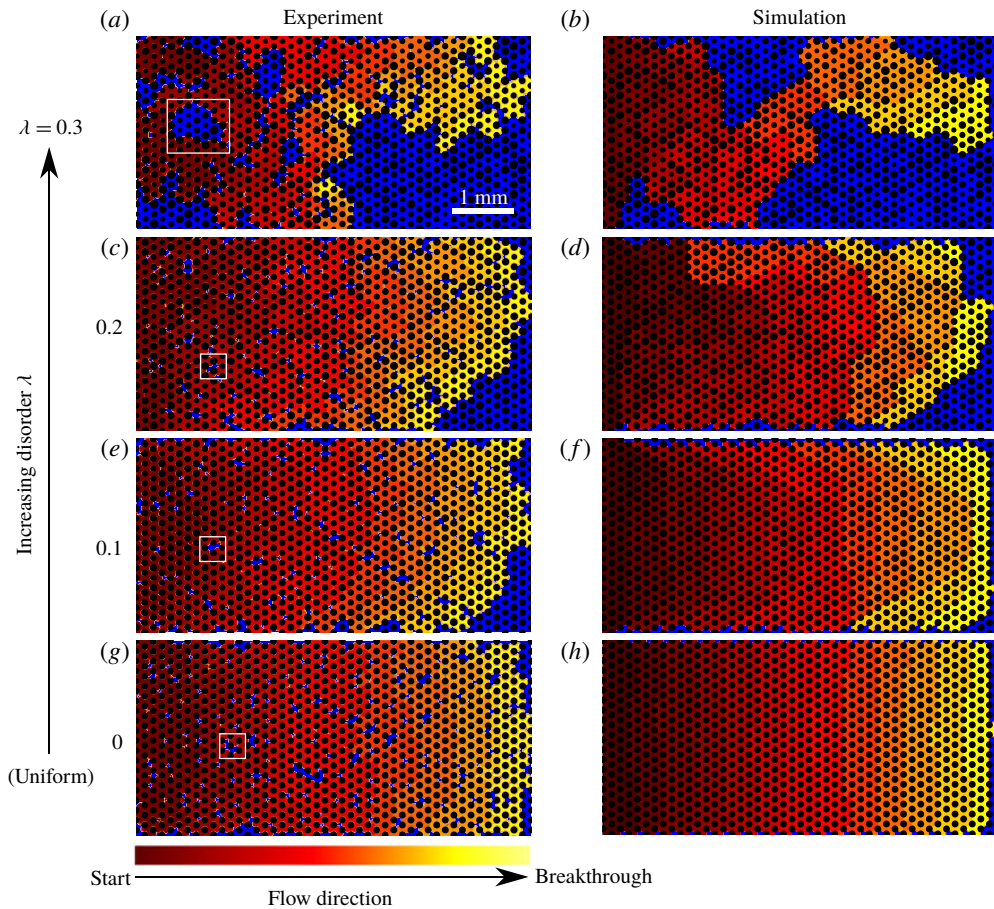 Experiment
Simulation
(a)
(b)
λ = 0.3
1 mm
(c)
(d)
0.2
Increasing disorder λ
(e)
(f)
0.1
(g)
(h)
0
(Uniform)
Start
Breakthrough
Flow direction